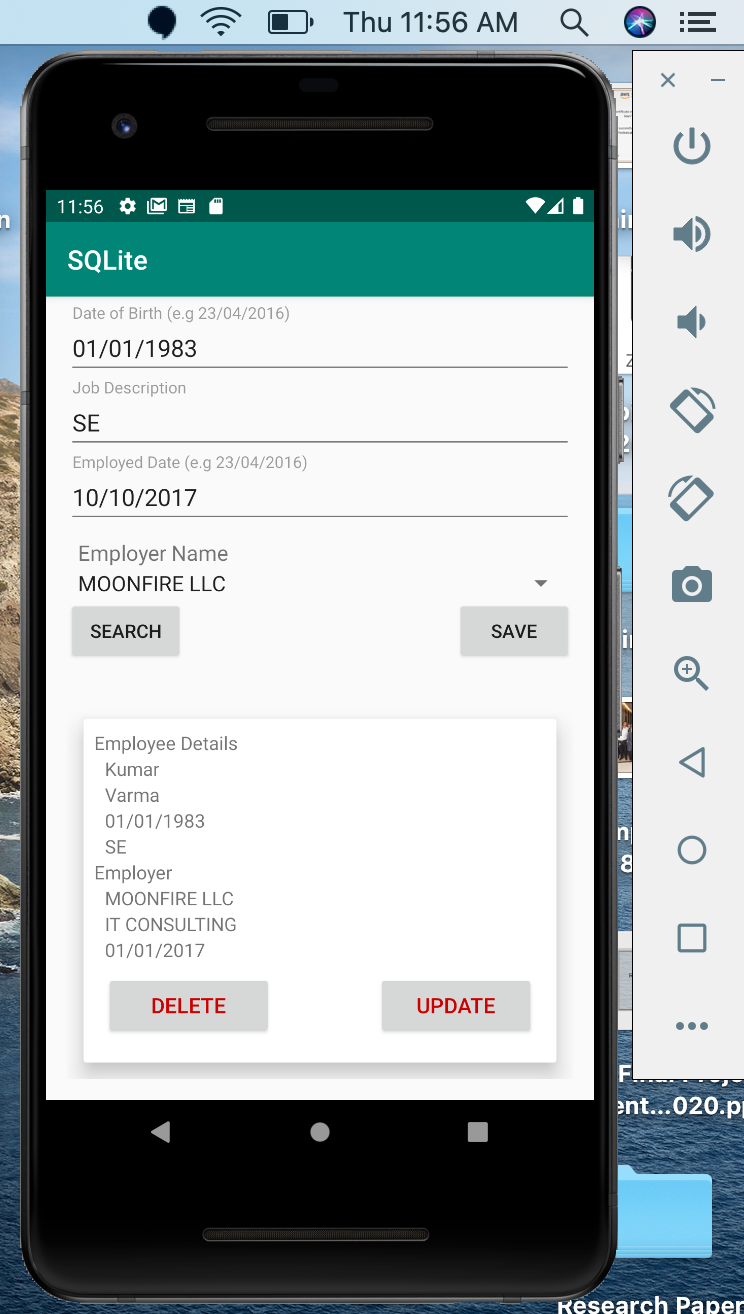 Thu 11:56 AM
11:56
SQLite
Date of Birth (e.g 23/04/2016)
01/01/1983
Job Description
SE
Employed Date (e.g 23/04/2016)
10/10/2017
Employer Name
MOONFIRE LLC
SEARCH SAVE
Employee Details
Kumar
Varma
01/01/1983
SE
Employer
MOONFIRE LLC
IT CONSULTING
01/01/2017
DELETE UPDATE
ent...020.pp
Research Paper